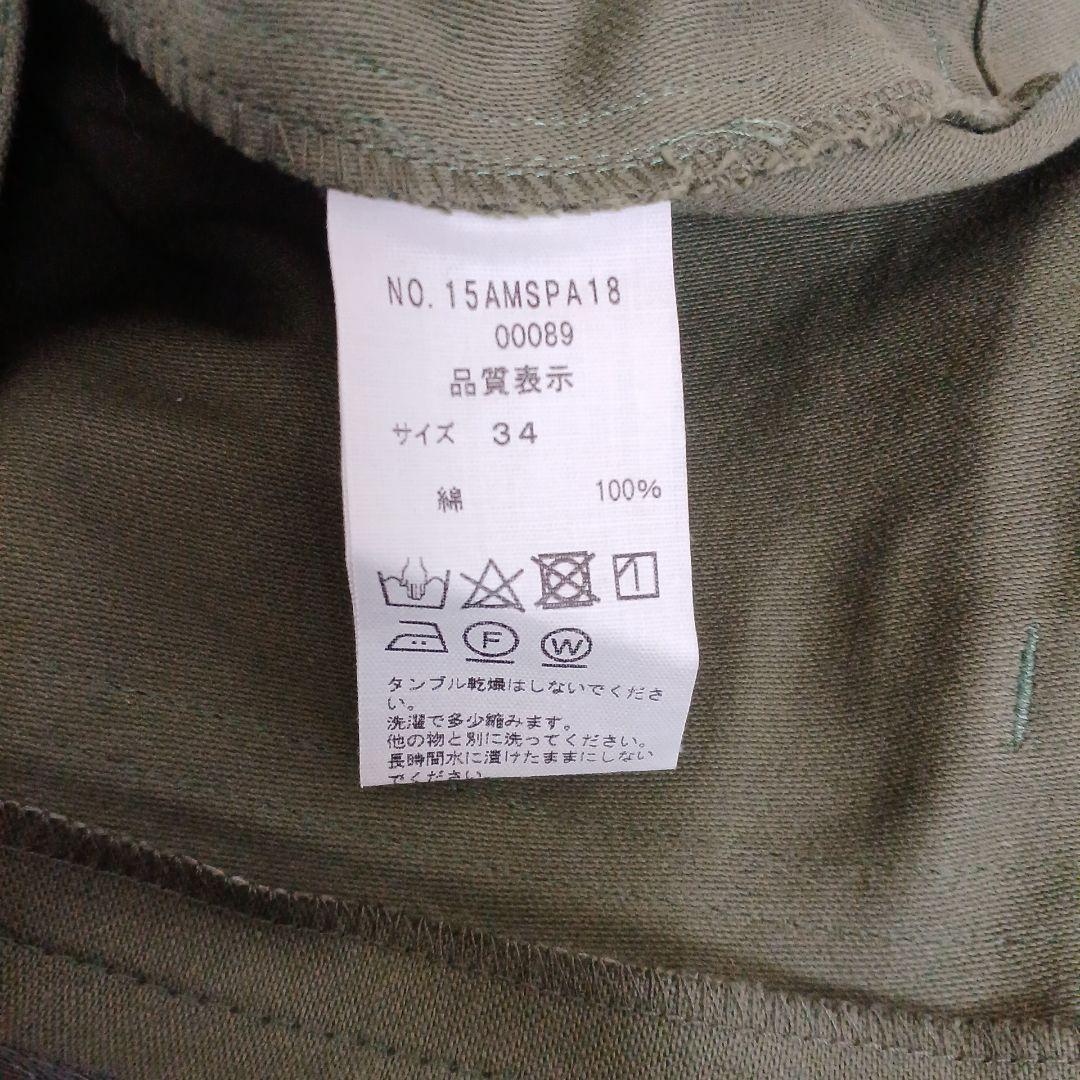 NO.15AMSPA18
00089
品質表示
サイズ 34
綿 100%
F W
タンブル乾燥はしないでくださ
い。
洗濯で多少縮みます。
他の物と別に洗ってください。
長時間水に漬けたままにしない
でください